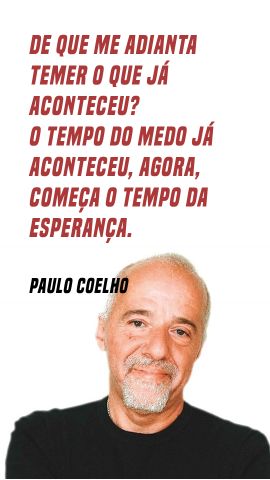 DE QUE ME ADIANTA
TEMER O QUE JÁ
ACONTECEU?
O TEMPO DO MEDO JÁ
ACONTECEU, AGORA,
COMEÇA O TEMPO DA
ESPERANÇA.
PAULO COELHO